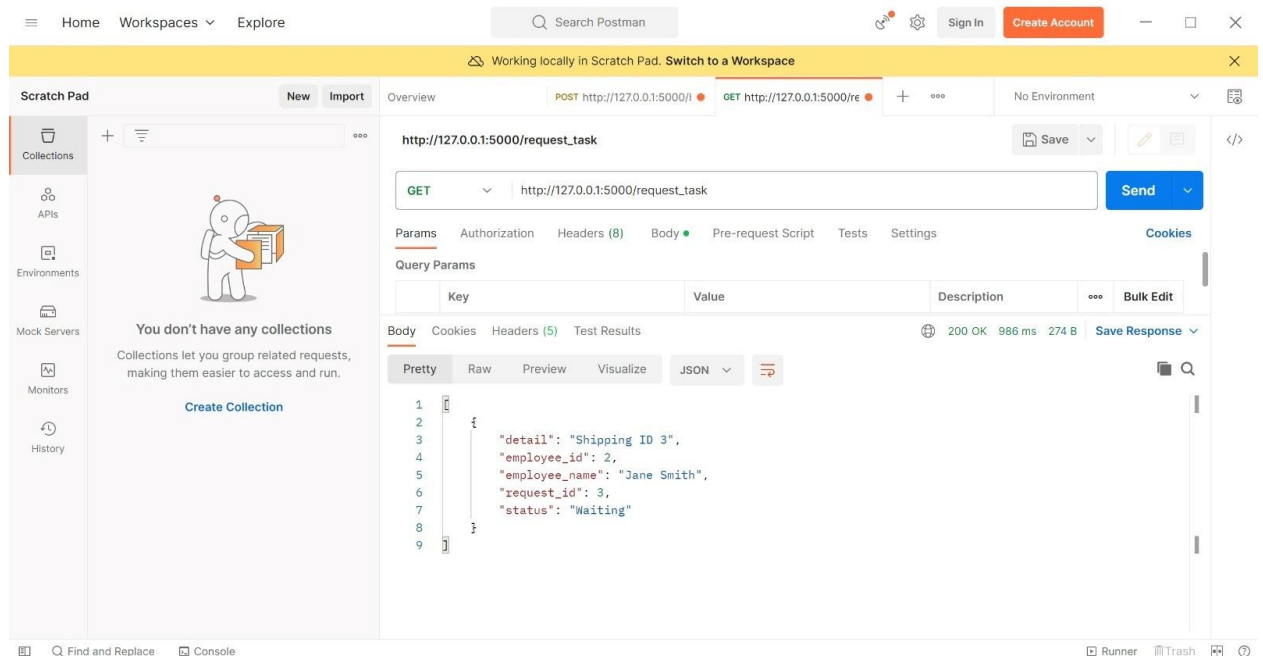 Home Workspaces Explore Search Postman Sign In Create Account
Working locally in Scratch Pad. Switch to a Workspace
Scratch Pad New Import
Overview POST http://127.0.0.1:5000/ GET http://127.0.0.1:5000/re No Environment
Collections
APIs
Environments
Mock Servers
Monitors
History
You don't have any collections
Collections let you group related requests,
making them easier to access and run.
Create Collection
http://127.0.0.1:5000/request_task Save
GET http://127.0.0.1:5000/request_task Send
Params Authorization Headers (8) Body Pre-request Script Tests Settings Cookies
Query Params
Key Value Description Bulk Edit
Body Cookies Headers (5) Test Results 200 OK 986 ms 274 B Save Response
Pretty Raw Preview Visualize JSON
1 [
2 {
3 "detail": "Shipping ID 3",
4 "employee_id": 2,
5 "employee_name": "Jane Smith",
6 "request_id": 3,
7 "status": "Waiting"
8 }
9 ]
Find and Replace Console Runner Trash